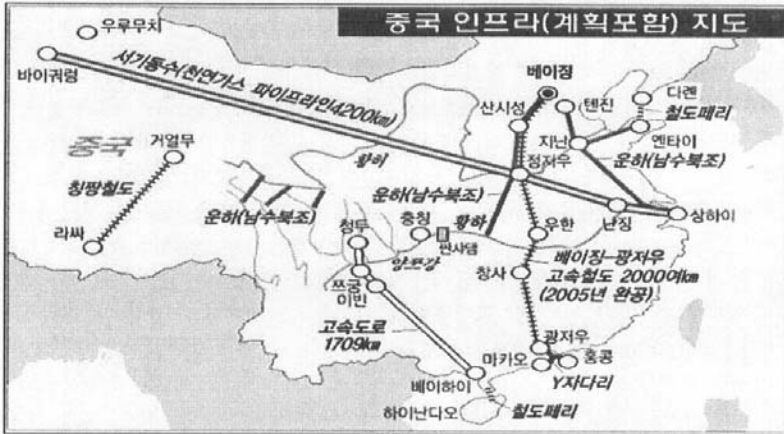 중국 인프라(계획포함) 지도
우루무치
바이궈렁
서기동수(천연가스 파이프라인4200km)
베이징
톈진
다롄
철도페리
산시성
지난
옌타이
중국
거얼무
황하
정저우
운하(남수북조)
칭짱철도
운하(남수북조)
라싸
운하(남수북조)
청두
충칭
황하
싼샤댐
우한
난징
상하이
양쯔강
베이징-광저우
고속철도 2000여km
(2005년 완공)
창사
쯔궁
이빈
고속도로
1709km
광저우
마카오
홍콩
Y자다리
베이하이
하이난다오
철도페리